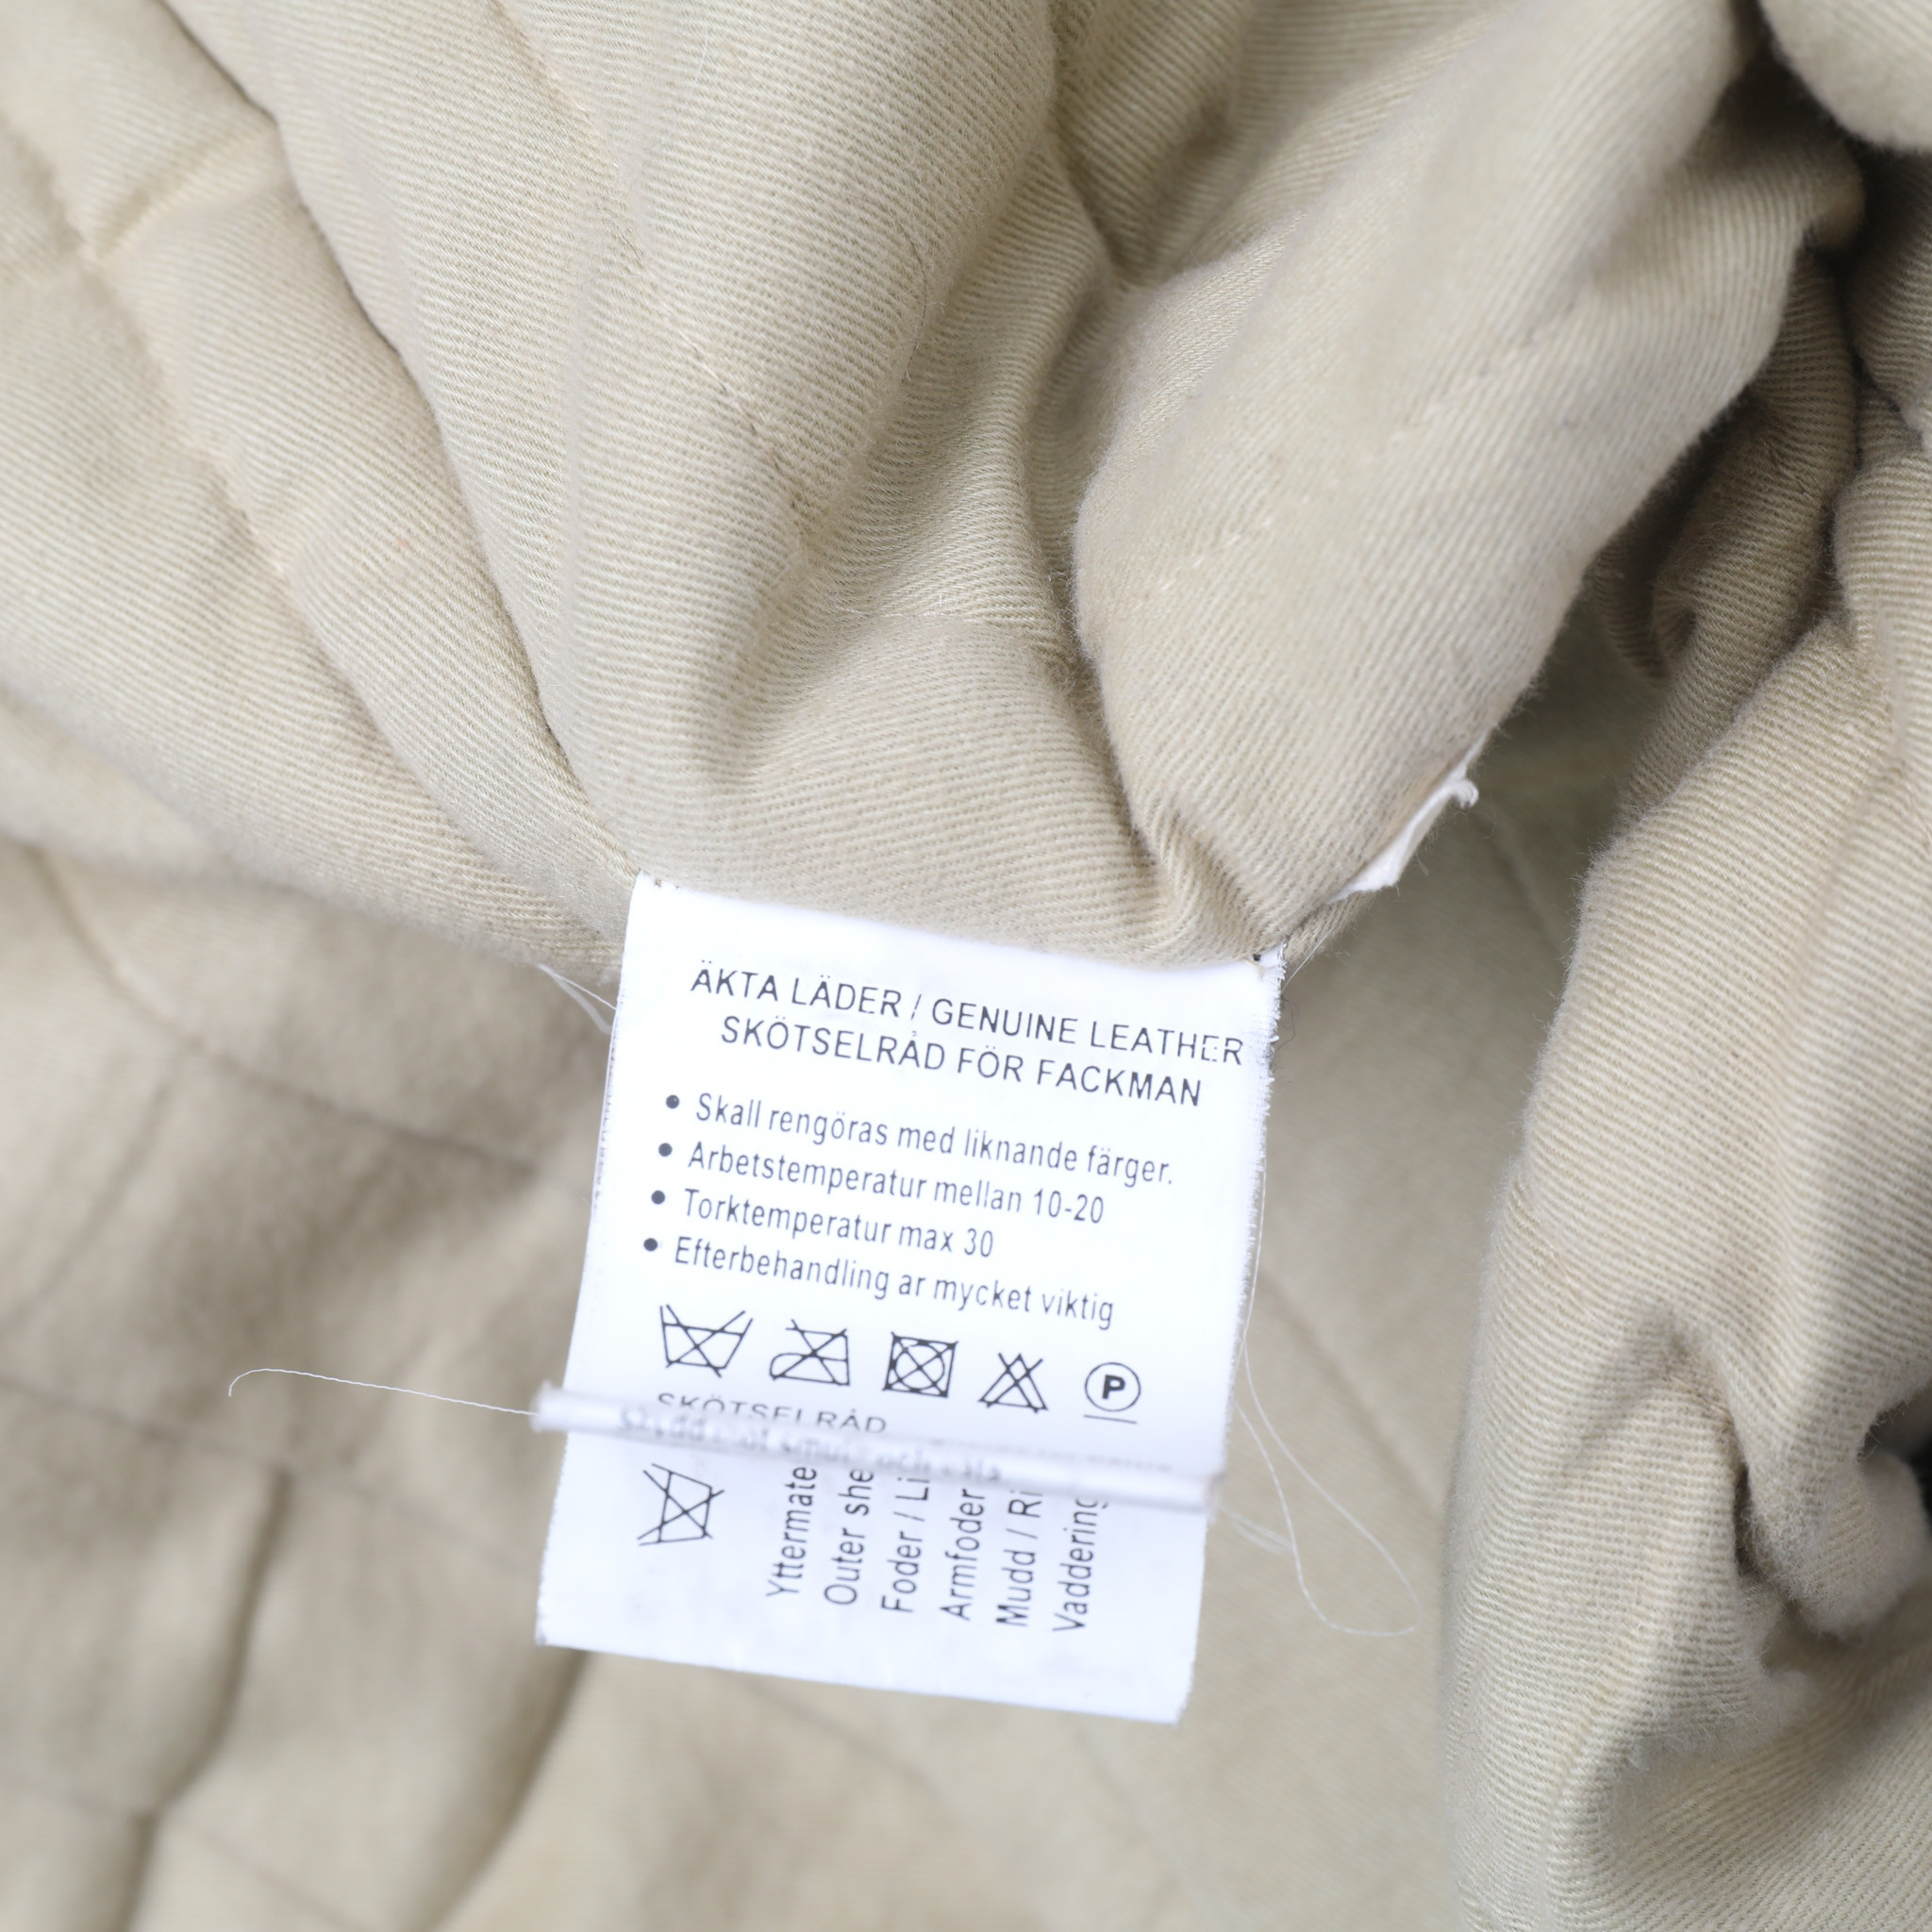 ÄKTA LÄDER / GENUINE LEATHER
SKÖTSELRÅD FÖR FACKMAN
• Skall rengöras med liknande färger.
• Arbetstemperatur mellan 10-20
• Torktemperatur max 30
• Efterbehandling ar mycket viktig
P
SKÖTSELRÅD
Yttermate
Outer she
Foder / Li
Armfoder
Mudd / Ri
Vaddering